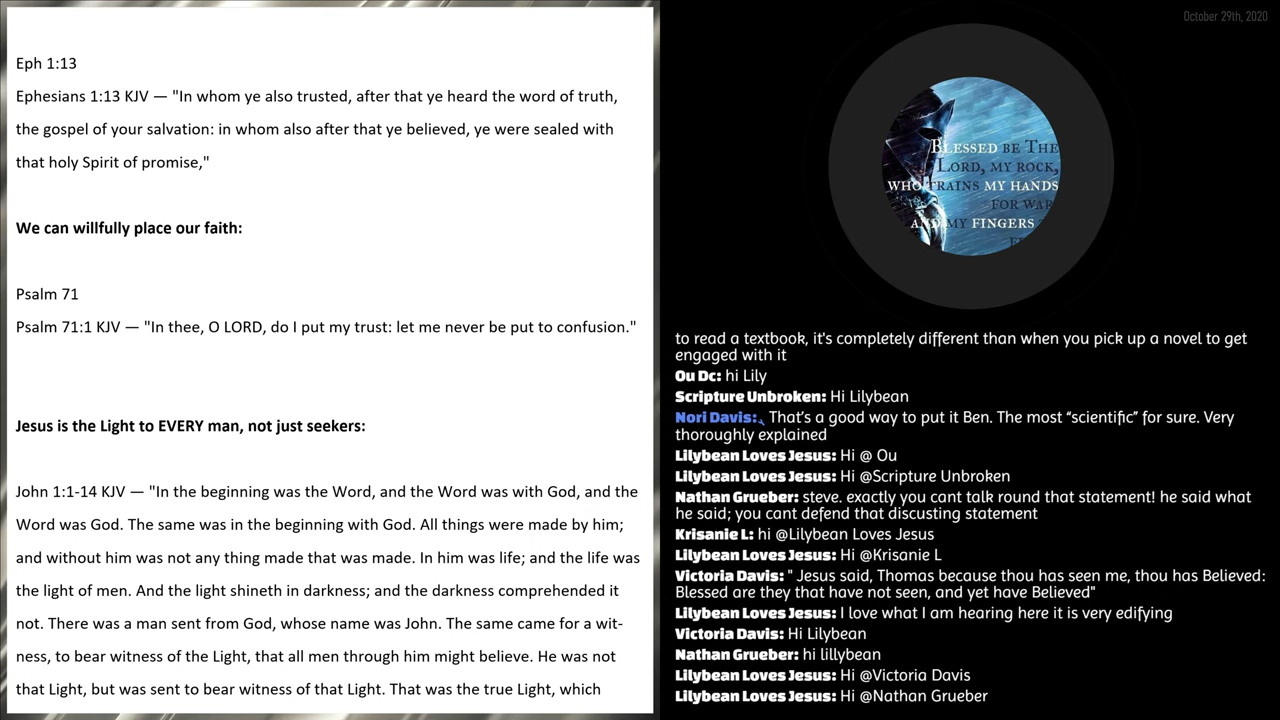 Eph 1:13
Ephesians 1:13 KJV — "In whom ye also trusted, after that ye heard the word of truth,
the gospel of your salvation: in whom also after that ye believed, ye were sealed with
that holy Spirit of promise,"
We can willfully place our faith:
Psalm 71
Psalm 71:1 KJV — "In thee, O LORD, do I put my trust: let me never be put to confusion."
Jesus is the Light to EVERY man, not just seekers:
John 1:1-14 KJV — "In the beginning was the Word, and the Word was with God, and the
Word was God. The same was in the beginning with God. All things were made by him;
and without him was not any thing made that was made. In him was life; and the life was
the light of men. And the light shineth in darkness; and the darkness comprehended it
not. There was a man sent from God, whose name was John. The same came for a wit-
ness, to bear witness of the Light, that all men through him might believe. He was not
that Light, but was sent to bear witness of that Light. That was the true Light, which
October 29th, 2020
BLESSED BE THE
LORD, MY ROCK,
WHO TRAINS MY HANDS
FOR WAR
AND MY FINGERS
to read a textbook, it's completely different than when you pick up a novel to get
engaged with it
Ou Dc: hi Lily
Scripture Unbroken: Hi Lilybean
Nori Davis: That's a good way to put it Ben. The most “scientific” for sure. Very
thoroughly explained
Lilybean Loves Jesus: Hi @ Ou
Lilybean Loves Jesus: Hi @Scripture Unbroken
Nathan Grueber: steve. exactly you cant talk round that statement! he said what
he said; you cant defend that discusting statement
Krisanie L: hi @Lilybean Loves Jesus
Lilybean Loves Jesus: Hi @Krisanie L
Victoria Davis: " Jesus said, Thomas because thou has seen me, thou has Believed:
Blessed are they that have not seen, and yet have Believed"
Lilybean Loves Jesus: I love what I am hearing here it is very edifying
Victoria Davis: Hi Lilybean
Nathan Grueber: hi lillybean
Lilybean Loves Jesus: Hi @Victoria Davis
Lilybean Loves Jesus: Hi @Nathan Grueber